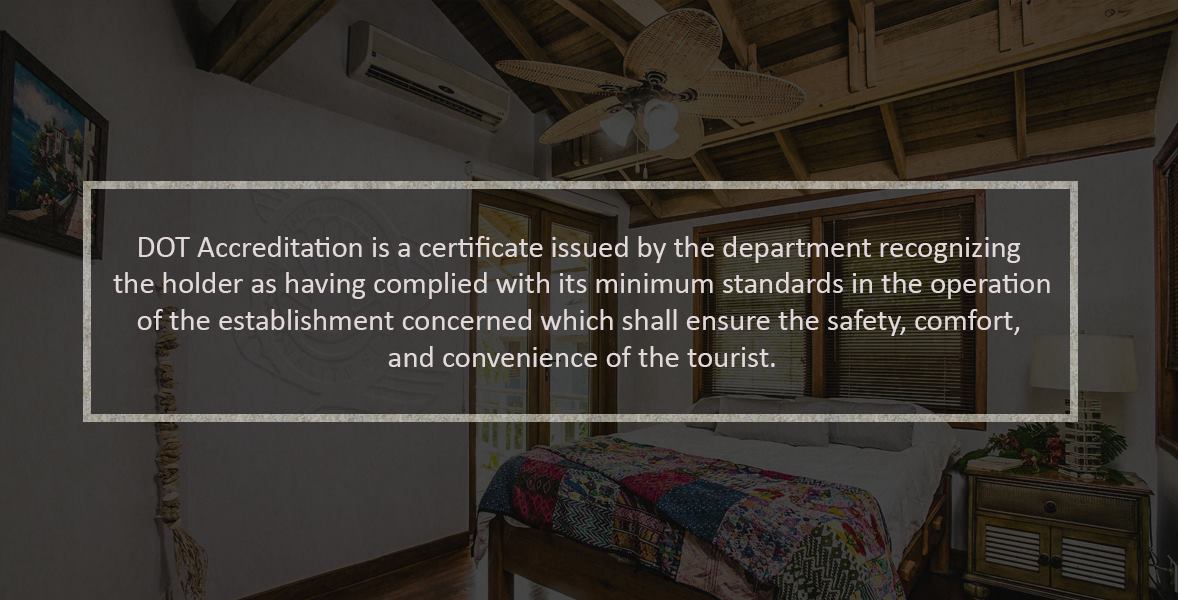 DOT Accreditation is a certificate issued by the department recognizing
the holder as having complied with its minimum standards in the operation
of the establishment concerned which shall ensure the safety, comfort,
and convenience of the tourist.